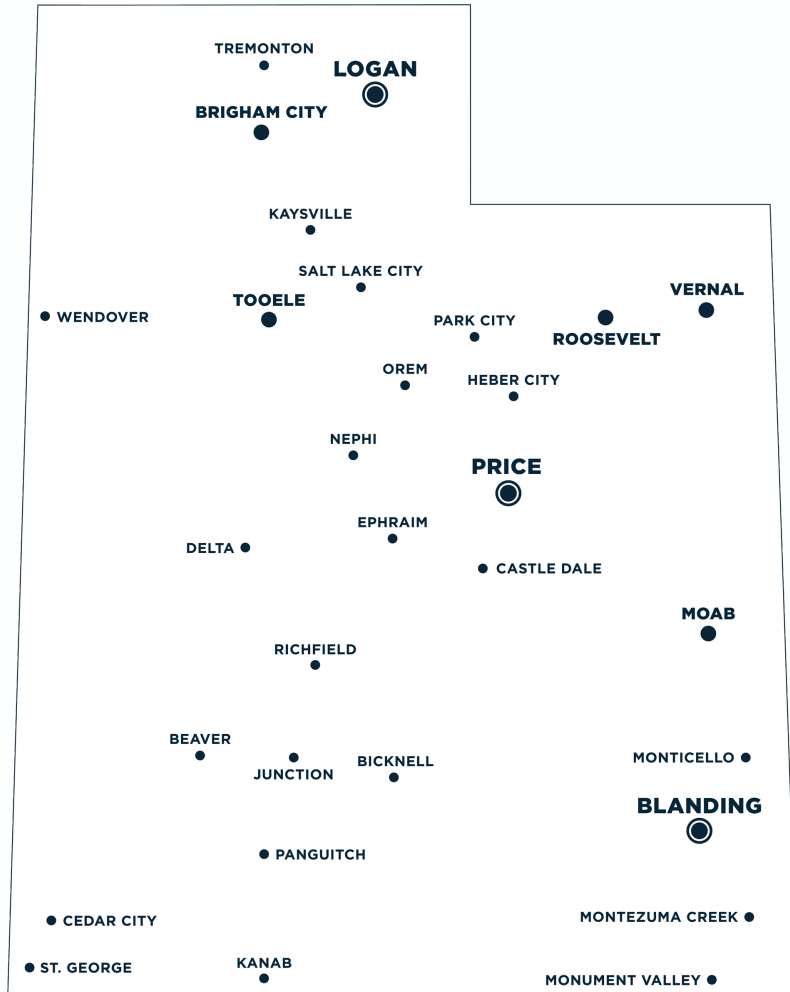 TREMONTON
LOGAN
BRIGHAM CITY
KAYSVILLE
SALT LAKE CITY
VERNAL
TOOELE
WENDOVER
PARK CITY
ROOSEVELT
OREM
HEBER CITY
NEPHI
PRICE
EPHRAIM
DELTA
CASTLE DALE
MOAB
RICHFIELD
BEAVER
MONTICELLO
BICKNELL
JUNCTION
BLANDING
PANGUITCH
MONTEZUMA CREEK
CEDAR CITY
KANAB
ST. GEORGE
MONUMENT VALLEY